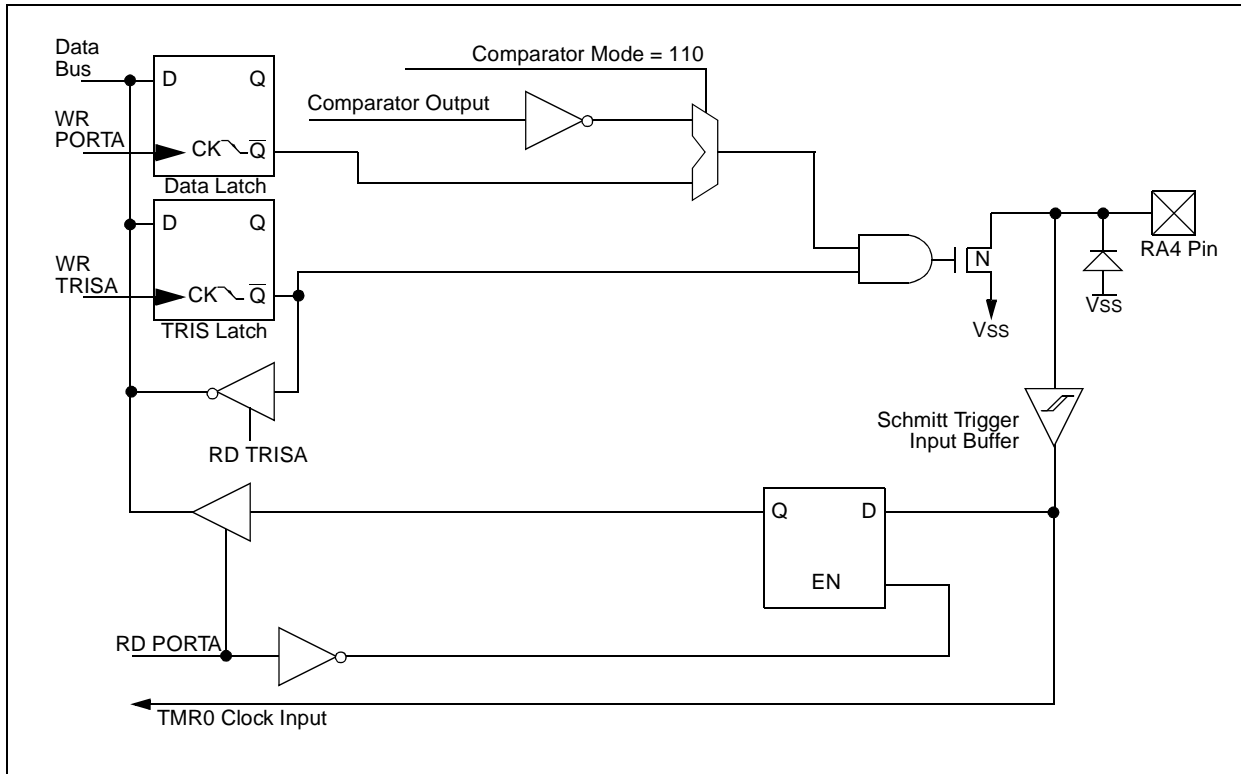 Data
Bus
D
Q
WR
PORTA
CK
Q̅
Data Latch
Comparator Mode = 110
Comparator Output
D
Q
WR
TRISA
CK
Q̅
TRIS Latch
N
VSS
RA4 Pin
VSS
RD TRISA
Schmitt Trigger
Input Buffer
Q
D
EN
RD PORTA
TMR0 Clock Input